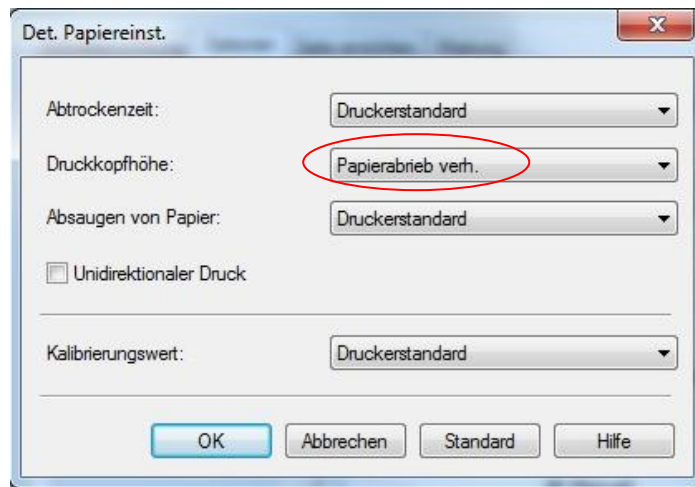 Det. Papiereinst.
Abtrockenzeit: Druckerstandard
Druckkopfhöhe: Papierabrieb verh.
Absaugen von Papier: Druckerstandard
Unidirektionaler Druck
Kalibrierungswert: Druckerstandard
OK Abbrechen Standard Hilfe